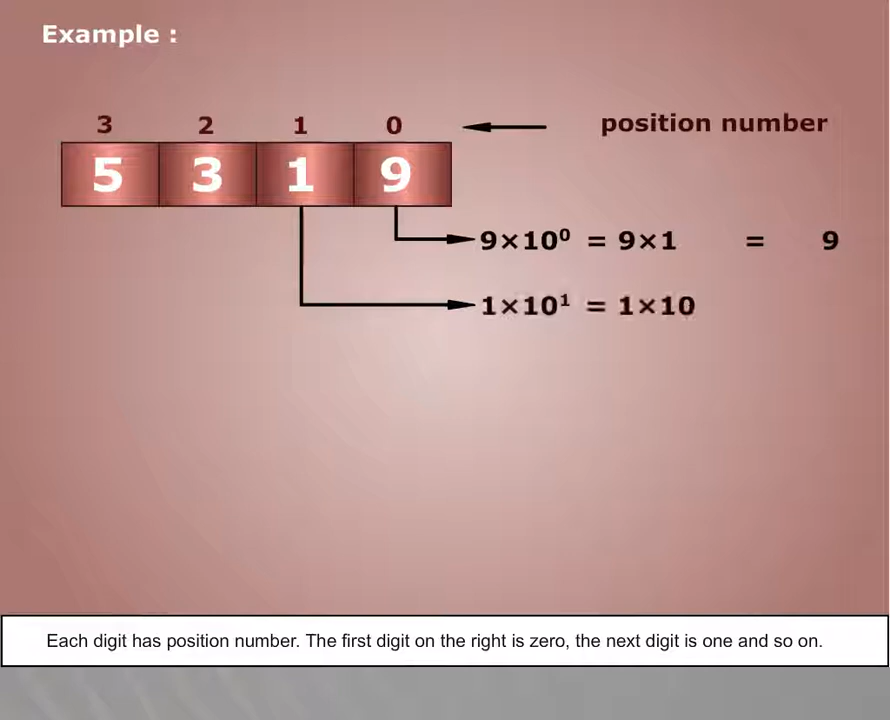 Example :
3 2 1 0 position number
5 3 1 9
9×10⁰ = 9×1 = 9
1×10¹ = 1×10
Each digit has position number. The first digit on the right is zero, the next digit is one and so on.